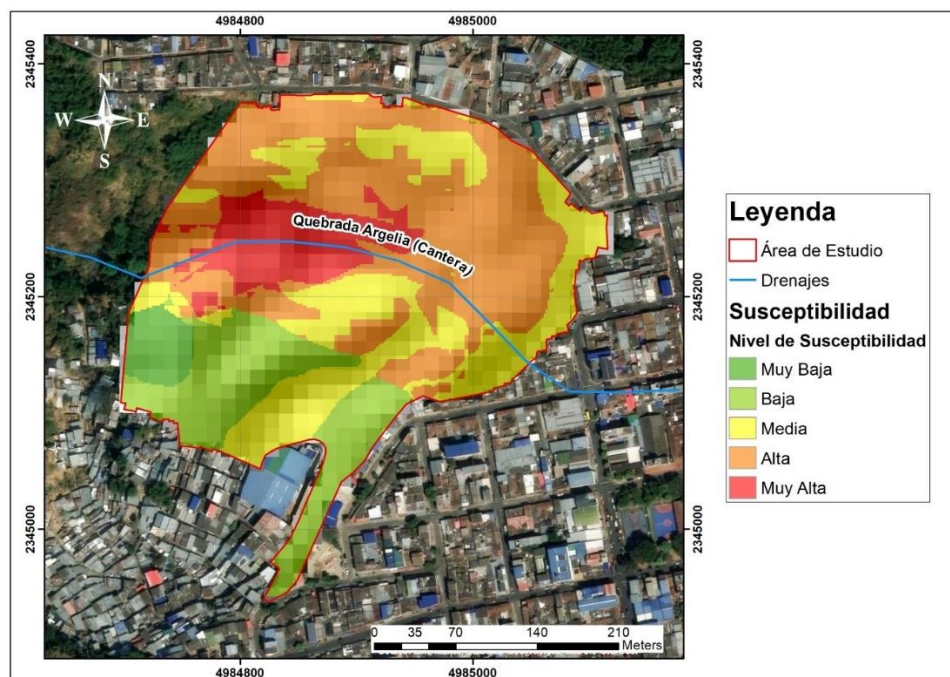 4984800
4985000
2345400
2345400
N
W
E
S
Quebrada Argelia (Cantera)
2345200
2345200
2345000
2345000
0
35
70
140
210
Meters
4984800
4985000
Leyenda
Área de Estudio
Drenajes
Susceptibilidad
Nivel de Susceptibilidad
Muy Baja
Baja
Media
Alta
Muy Alta